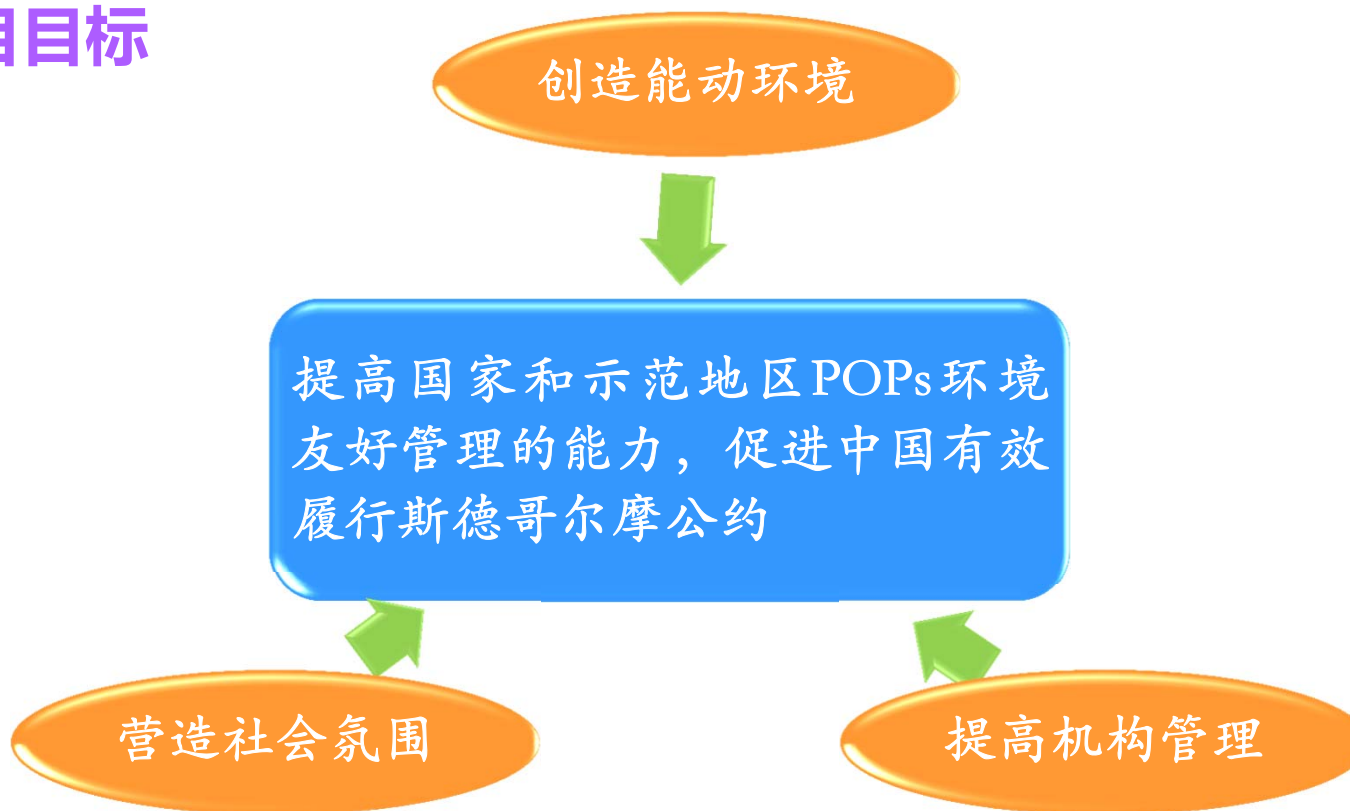 目标
创造能动环境
提高国家和示范地区POPs环境
友好管理的能力，促进中国有效
履行斯德哥尔摩公约
营造社会氛围
提高机构管理